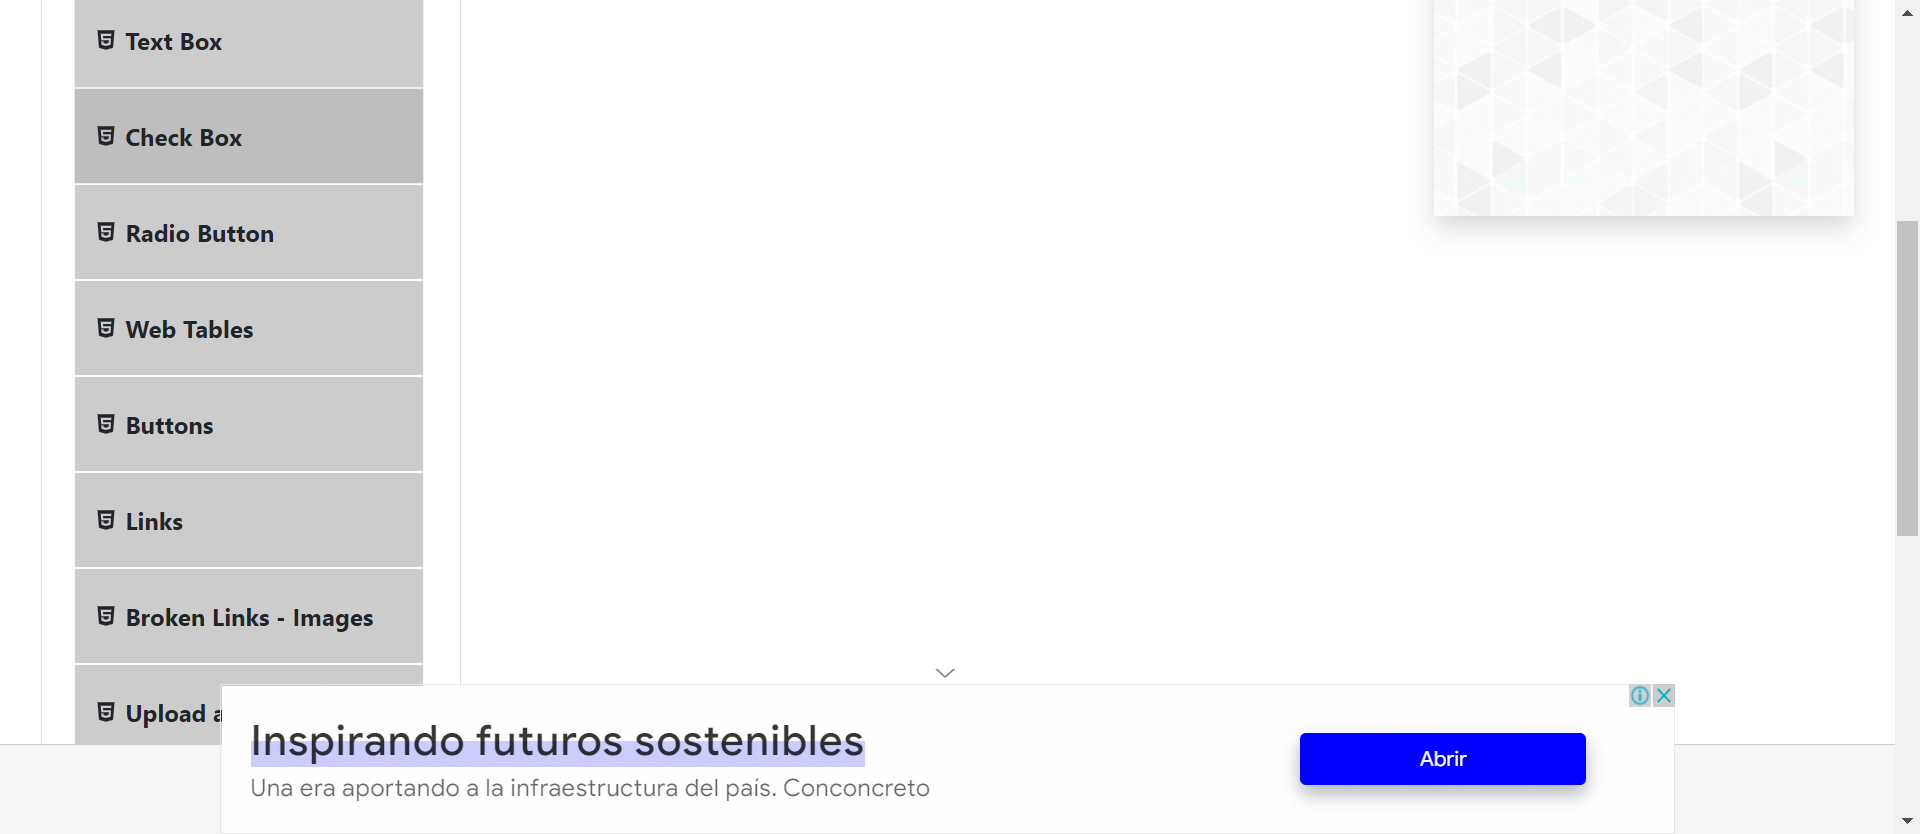 Text Box
Check Box
Radio Button
Web Tables
Buttons
Links
Broken Links - Images
Upload a
Inspirando futuros sostenibles
Una era aportando a la infraestructura del país. Conconcreto
Abrir